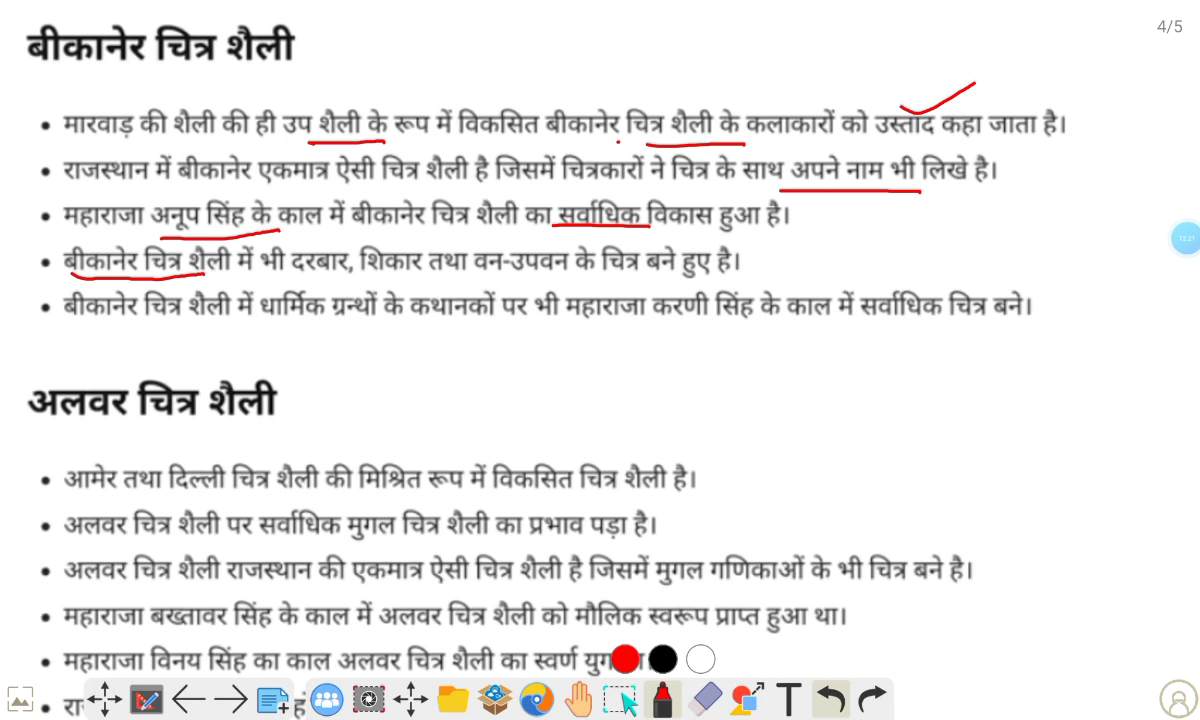 4/5
बीकानेर चित्र शैली
• मारवाड़ की शैली की ही उप शैली के रूप में विकसित बीकानेर चित्र शैली के कलाकारों को उस्ताद कहा जाता है।
• राजस्थान में बीकानेर एकमात्र ऐसी चित्र शैली है जिसमें चित्रकारों ने चित्र के साथ अपने नाम भी लिखे है।
• महाराजा अनूप सिंह के काल में बीकानेर चित्र शैली का सर्वाधिक विकास हुआ है।
12:21
• बीकानेर चित्र शैली में भी दरबार, शिकार तथा वन-उपवन के चित्र बने हुए है।
• बीकानेर चित्र शैली में धार्मिक ग्रन्थों के कथानकों पर भी महाराजा करणी सिंह के काल में सर्वाधिक चित्र बने।
अलवर चित्र शैली
• आमेर तथा दिल्ली चित्र शैली की मिश्रित रूप में विकसित चित्र शैली है।
• अलवर चित्र शैली पर सर्वाधिक मुगल चित्र शैली का प्रभाव पड़ा है।
• अलवर चित्र शैली राजस्थान की एकमात्र ऐसी चित्र शैली है जिसमें मुगल गणिकाओं के भी चित्र बने है।
• महाराजा बख्तावर सिंह के काल में अलवर चित्र शैली को मौलिक स्वरूप प्राप्त हुआ था।
• महाराजा विनय सिंह का काल अलवर चित्र शैली का स्वर्ण युग